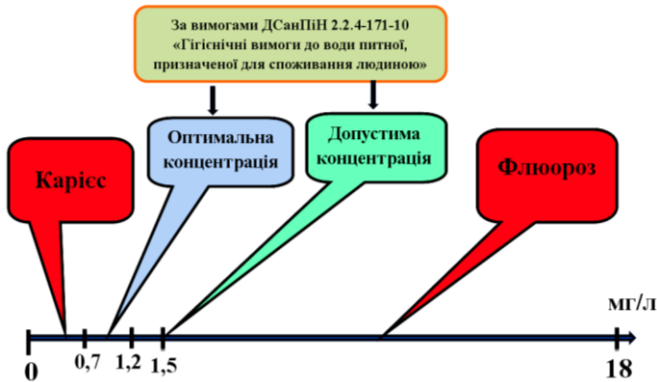 За вимогами ДСанПіН 2.2.4-171-10
«Гігієнічні вимоги до води питної,
призначеної для споживання людиною»
Оптимальна
концентрація
Допустима
концентрація
Карієс
Флюороз
мг/л
0
0,7
1,2
1,5
18